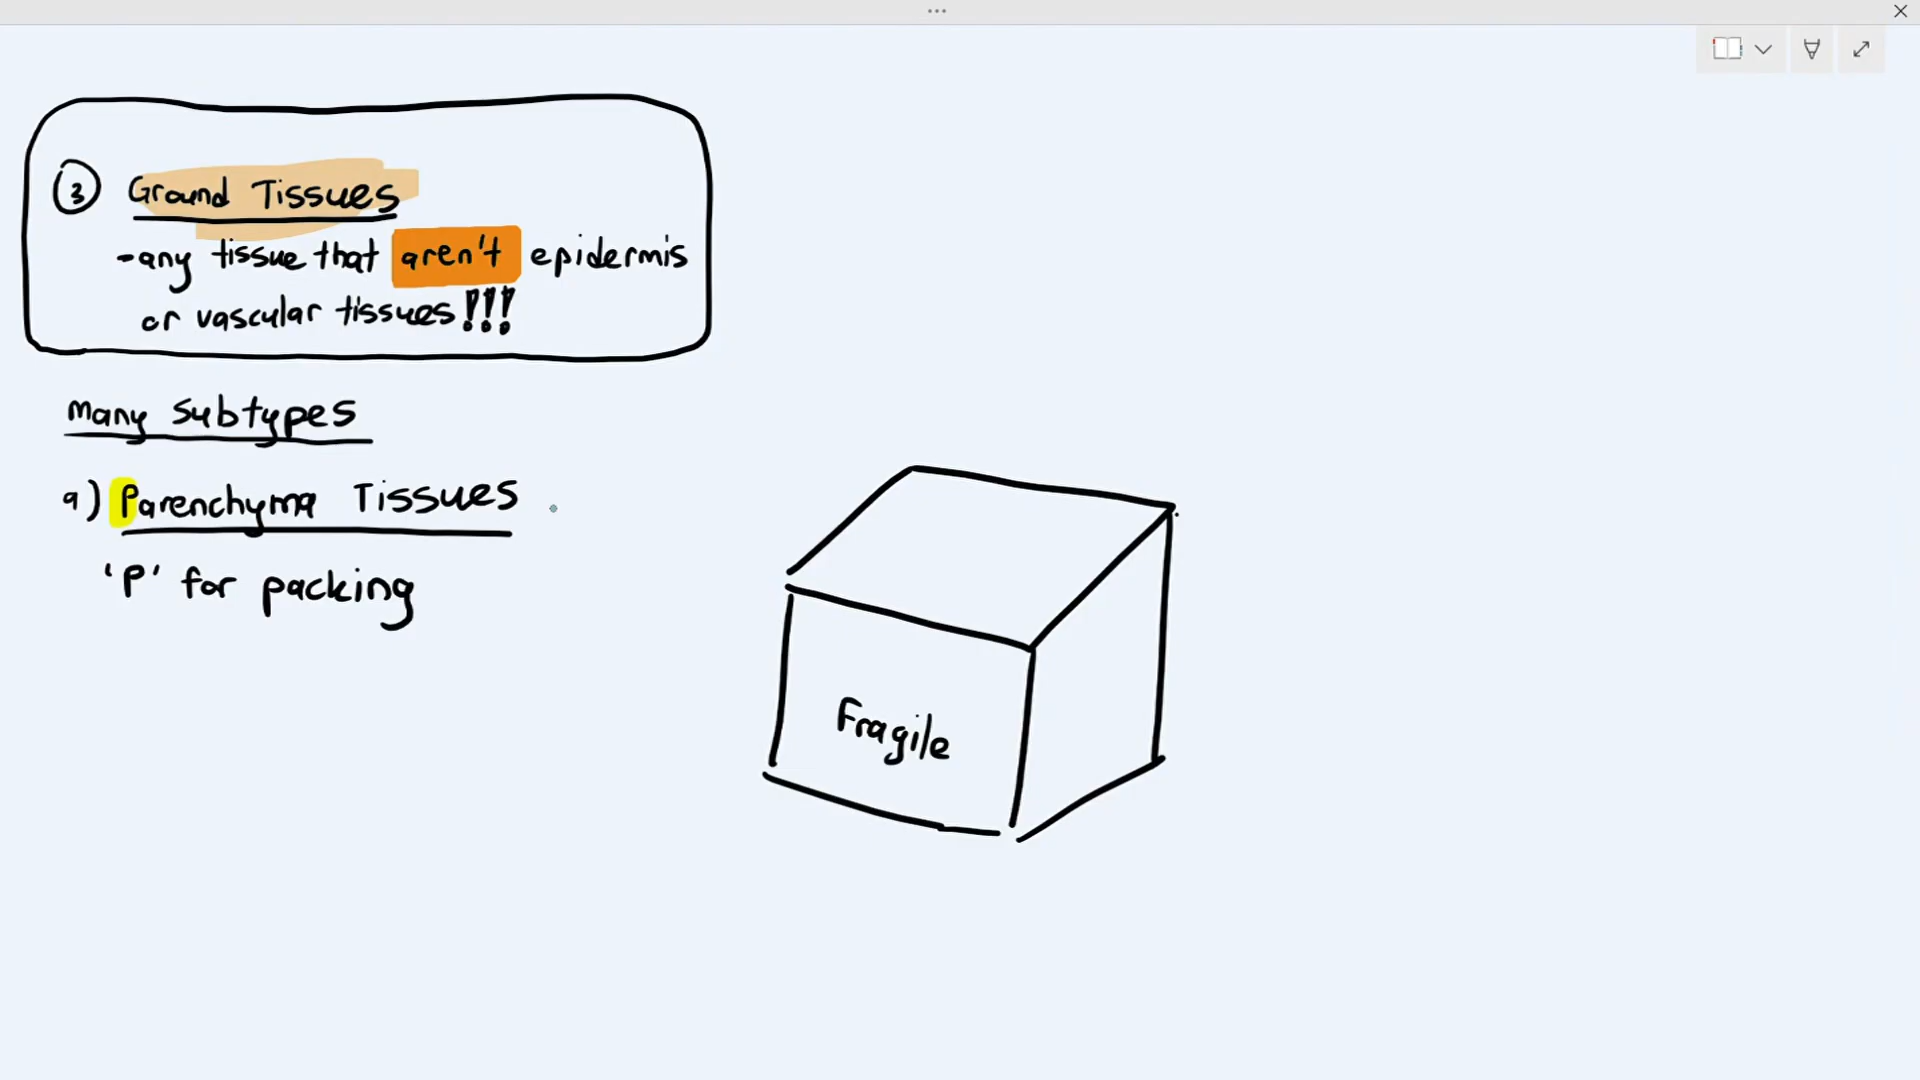 3 Ground Tissues
-any tissue that aren't epidermis
or vascular tissues!!!
Many Subtypes
a) Parenchyma Tissues
'P' for packing
Fragile